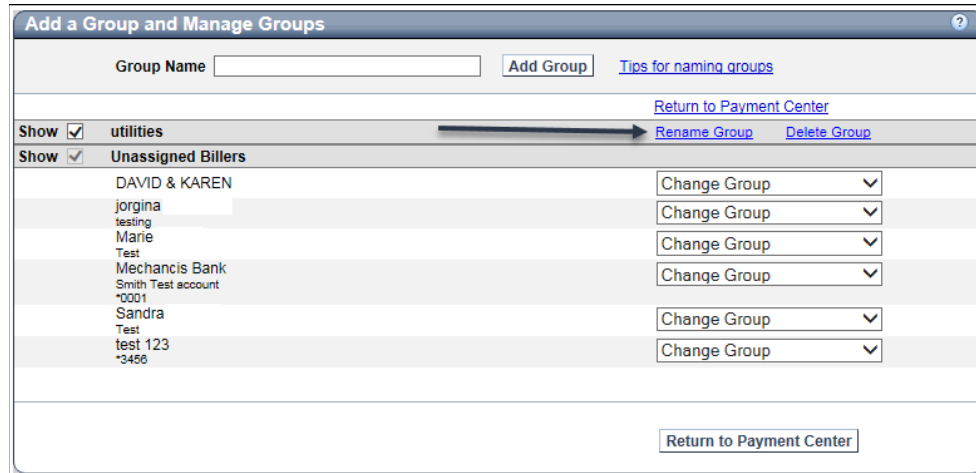 Add a Group and Manage Groups ?
Group Name Add Group Tips for naming groups
Return to Payment Center
Show utilities Rename Group Delete Group
Show Unassigned Billers
DAVID & KAREN Change Group
jorgina Change Group
testing
Marie Change Group
Test
Mechancis Bank Change Group
Smith Test account
*0001
Sandra Change Group
Test
test 123 Change Group
*3456
Return to Payment Center